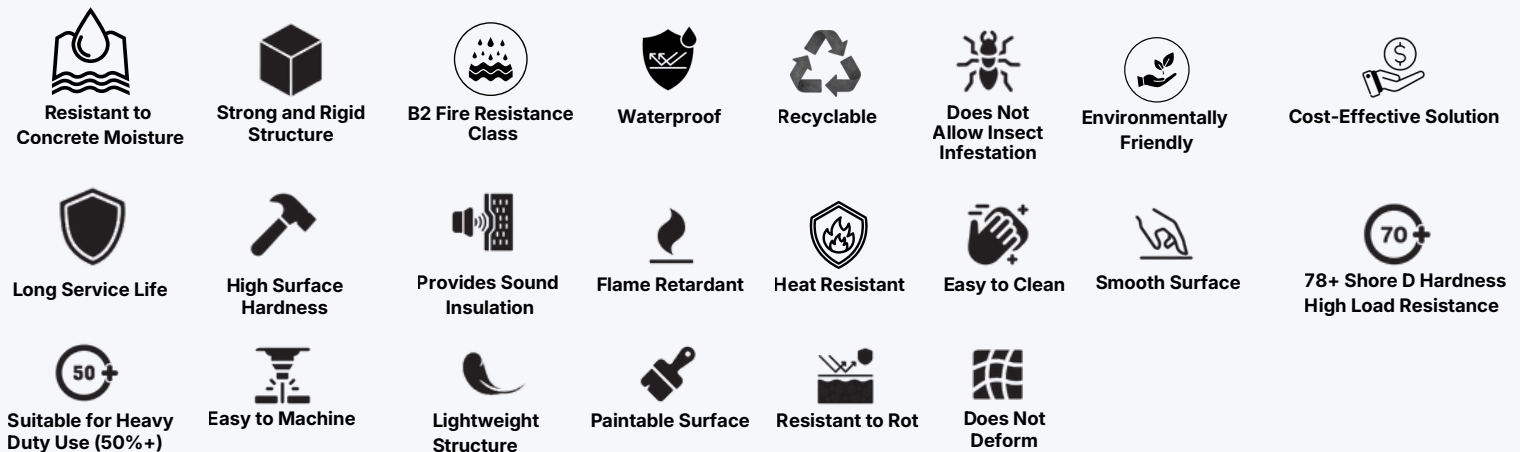 Resistant to
Concrete Moisture
Strong and Rigid
Structure
B2 Fire Resistance
Class
Waterproof
Recyclable
Does Not
Allow Insect
Infestation
Environmentally
Friendly
$
Cost-Effective Solution
Long Service Life
High Surface
Hardness
Provides Sound
Insulation
Flame Retardant
Heat Resistant
Easy to Clean
Smooth Surface
70+
78+ Shore D Hardness
High Load Resistance
50+
Suitable for Heavy
Duty Use (50%+)
Easy to Machine
Lightweight
Structure
Paintable Surface
Resistant to Rot
Does Not
Deform